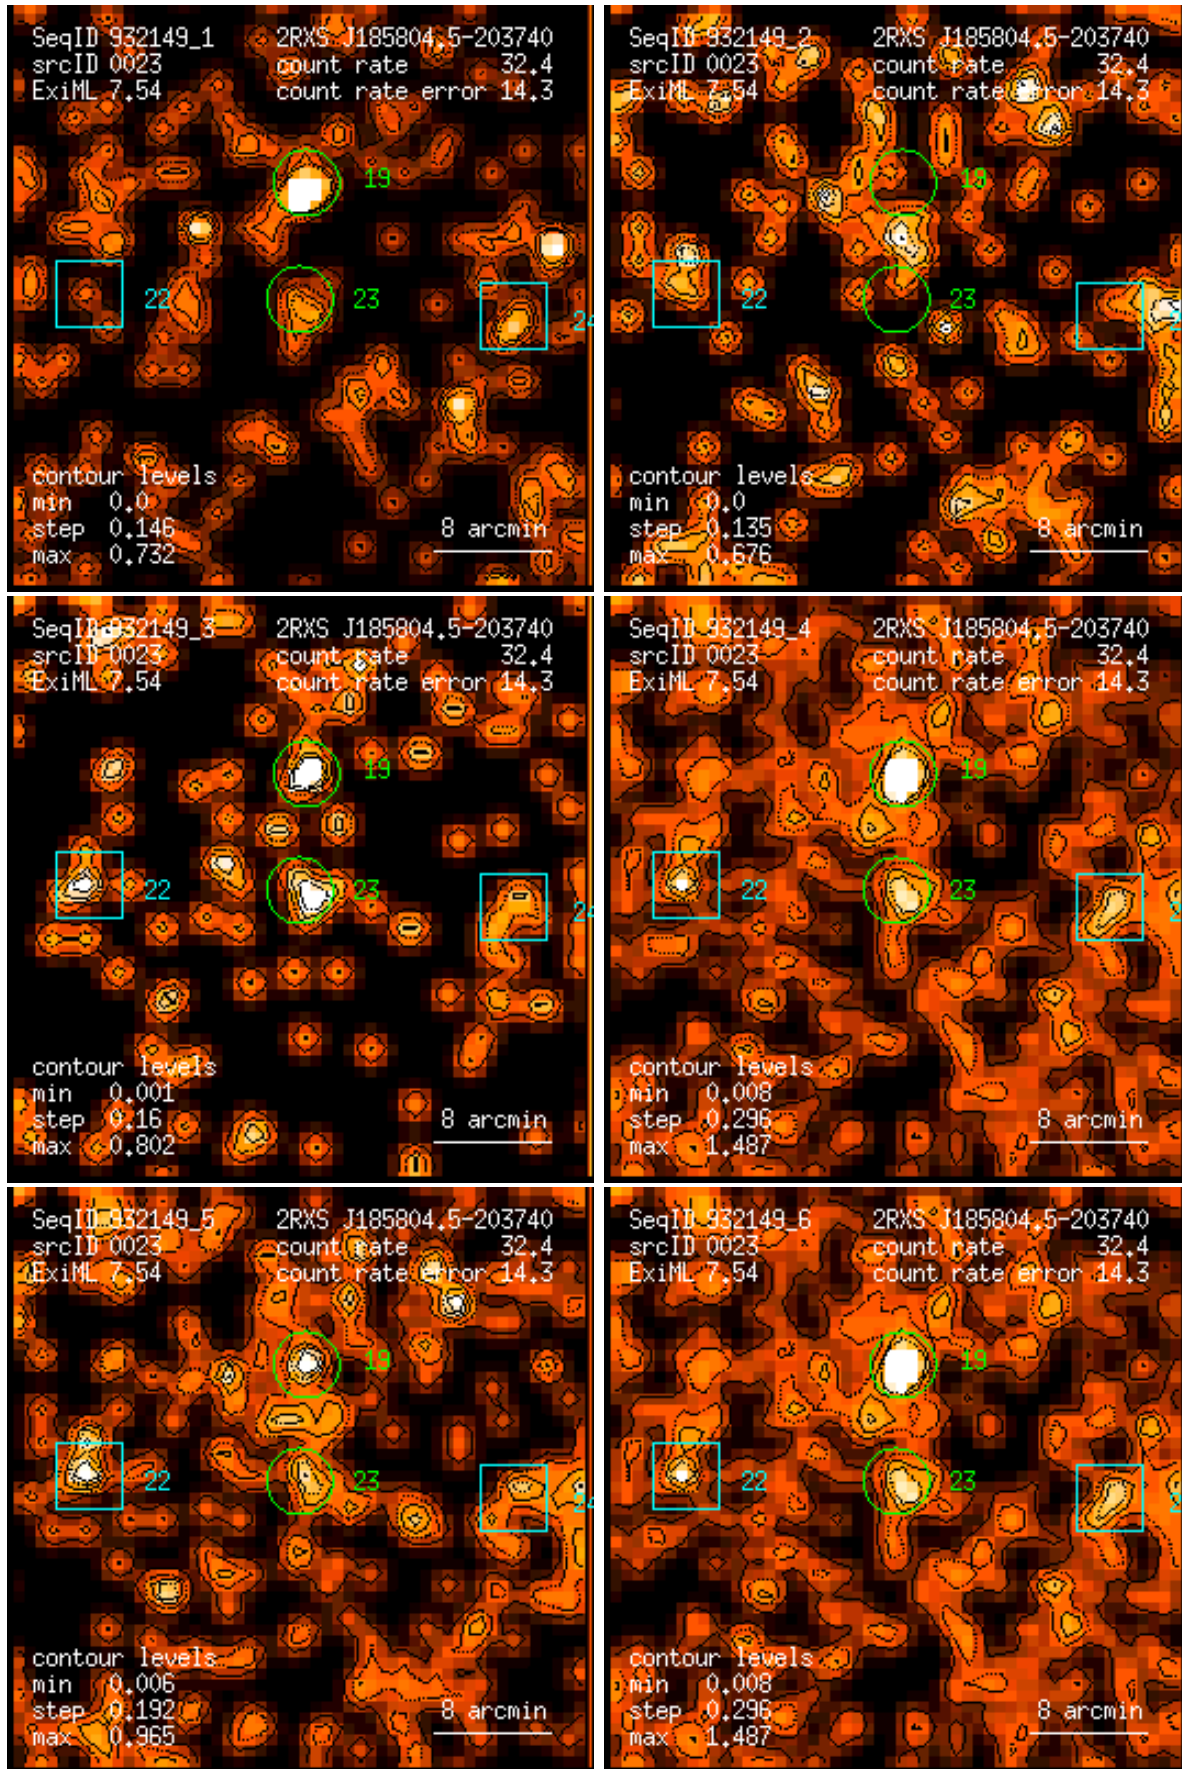 SeqID 932149_1 2RXS J185804.5-203740
srcID 0023 count rate 32.4
ExiML 7.54 count rate error 14.3
19
22 23 24
contour levels
min 0.0
step 0.146 8 arcmin
max 0.732
SeqID 932149_2 2RXS J185804.5-203740
srcID 0023 count rate 32.4
ExiML 7.54 count rate error 14.3
19
22 23
contour levels
min 0.0
step 0.135 8 arcmin
max 0.676
SeqID 932149_3 2RXS J185804.5-203740
srcID 0023 count rate 32.4
ExiML 7.54 count rate error 14.3
19
22 23 24
contour levels
min 0.001
step 0.16 8 arcmin
max 0.802
SeqID 932149_4 2RXS J185804.5-203740
srcID 0023 count rate 32.4
ExiML 7.54 count rate error 14.3
19
22 23
contour levels
min 0.008
step 0.296 8 arcmin
max 1.487
SeqID 932149_5 2RXS J185804.5-203740
srcID 0023 count rate 32.4
ExiML 7.54 count rate error 14.3
19
22 23 24
contour levels
min 0.006
step 0.192 8 arcmin
max 0.965
SeqID 932149_6 2RXS J185804.5-203740
srcID 0023 count rate 32.4
ExiML 7.54 count rate error 14.3
19
22 23
contour levels
min 0.008
step 0.296 8 arcmin
max 1.487